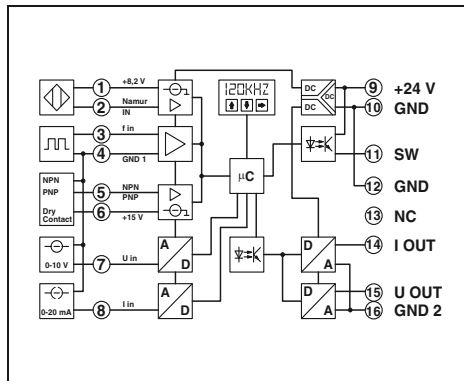 1 +8,2 V
2 Namur
IN
3 f in
4 GND 1
NPN
PNP
Dry
Contact
5 NPN
PNP
6 +15 V
0-10 V
7 U in
A
D
0-20 mA
8 I in
A
D
120KHZ
µC
DC
DC
9 +24 V
10 GND
11 SW
12 GND
13 NC
D
A
14 I OUT
D
A
15 U OUT
16 GND 2